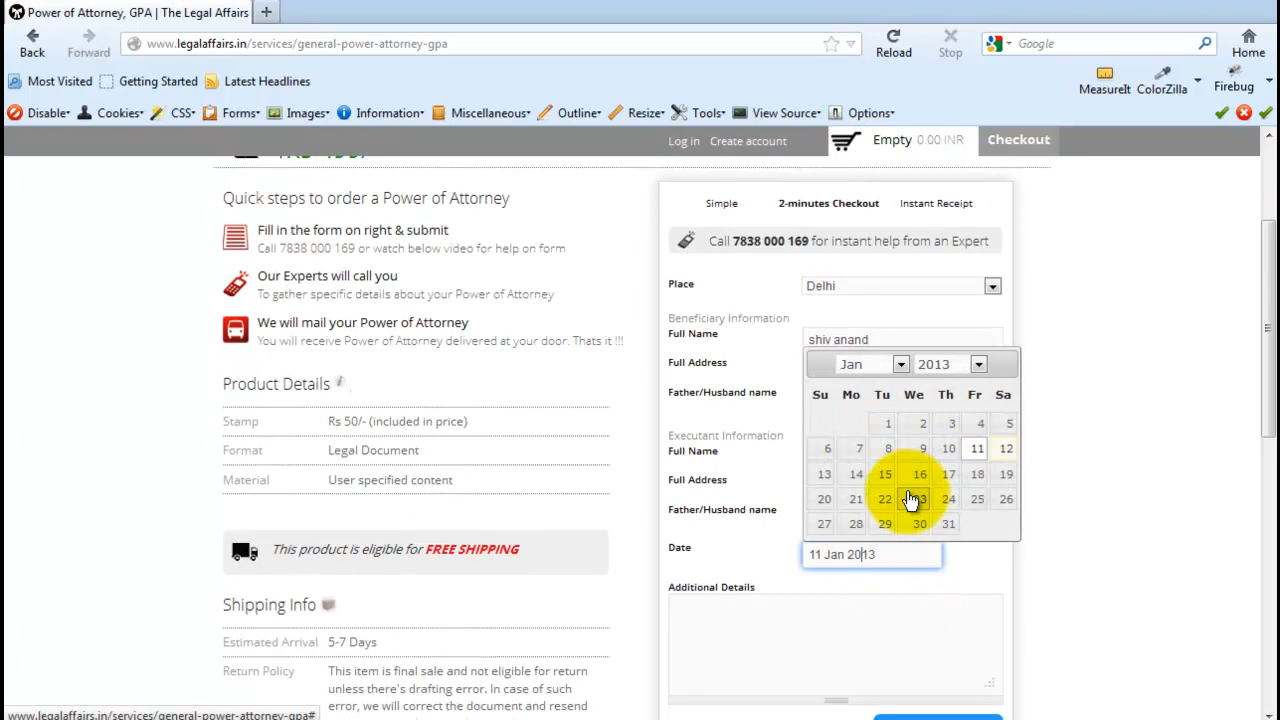 Power of Attorney, GPA | The Legal Affairs
Back
Forward
www.legalaffairs.in/services/general-power-attorney-gpa
Reload
Stop
Google
Home
Most Visited
Getting Started
Latest Headlines
MeasureIt
ColorZilla
Firebug
Disable
Cookies
CSS
Forms
Images
Information
Miscellaneous
Outline
Resize
Tools
View Source
Options
Log in
Create account
Empty 0.00 INR
Checkout
Quick steps to order a Power of Attorney
Fill in the form on right & submit
Call 7838 000 169 or watch below video for help on form
Our Experts will call you
To gather specific details about your Power of Attorney
We will mail your Power of Attorney
You will receive Power of Attorney delivered at your door. Thats it !!!
Product Details
Stamp Rs 50/- (included in price)
Format Legal Document
Material User specified content
This product is eligible for FREE SHIPPING
Shipping Info
Estimated Arrival 5-7 Days
Return Policy This item is final sale and not eligible for return
unless there's drafting error. In case of such
error, we will correct the document and resend
Simple 2-minutes Checkout Instant Receipt
Call 7838 000 169 for instant help from an Expert
Place Delhi
Beneficiary Information
Full Name shiv anand
Full Address
Father/Husband name
Executant Information
Full Name
Full Address
Father/Husband name
Jan 2013
Su Mo Tu We Th Fr Sa
1 2 3 4 5
6 7 8 9 10 11 12
13 14 15 16 17 18 19
20 21 22 23 24 25 26
27 28 29 30 31
Date 11 Jan 2013
Additional Details
www.legalaffairs.in/services/general-power-attorney-gpa#